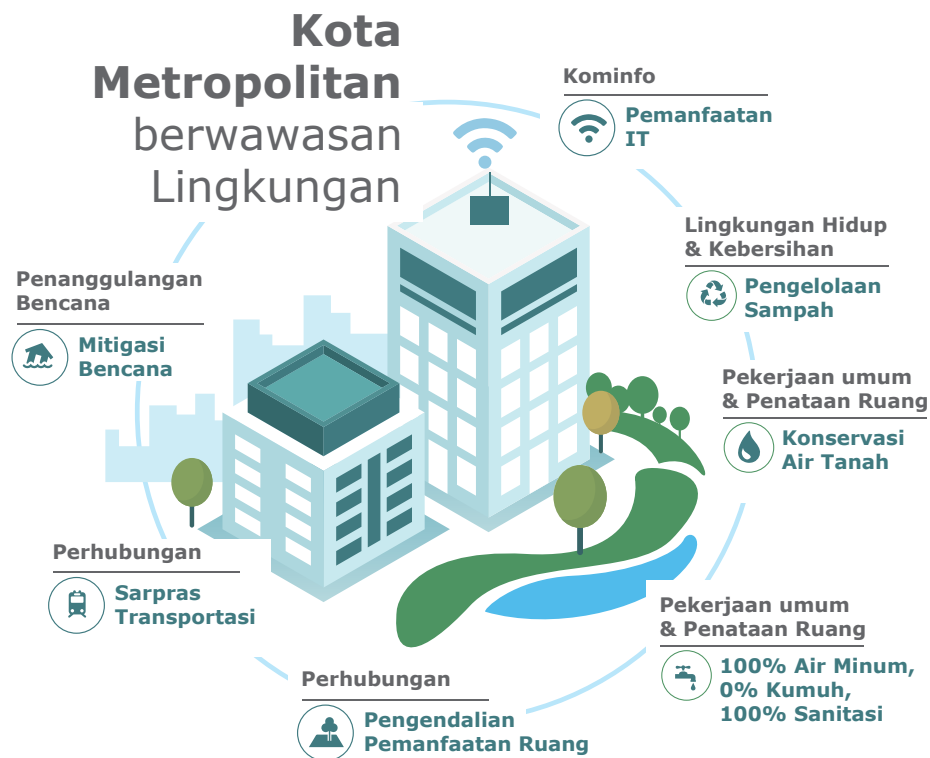 Kota
Metropolitan
berwawasan
Lingkungan
Kominfo
Pemanfaatan
IT
Lingkungan Hidup
& Kebersihan
Pengelolaan
Sampah
Pekerjaan umum
& Penataan Ruang
Konservasi
Air Tanah
Pekerjaan umum
& Penataan Ruang
100% Air Minum,
0% Kumuh,
100% Sanitasi
Perhubungan
Pengendalian
Pemanfaatan Ruang
Perhubungan
Sarpras
Transportasi
Penanggulangan
Bencana
Mitigasi
Bencana